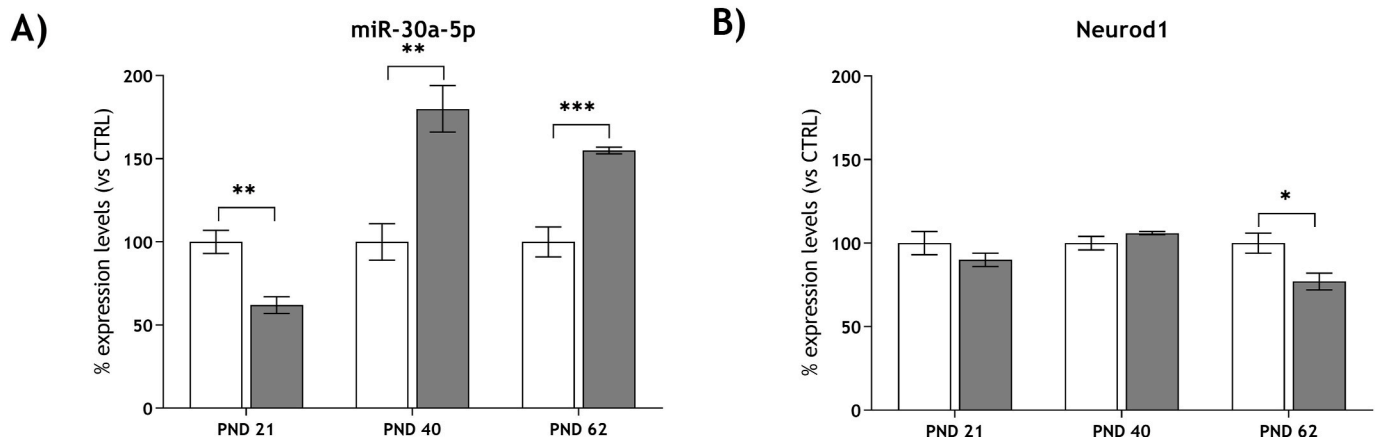 A)
miR-30a-5p
% expression levels (vs CTRL)
200
150
100
50
0
**
**
***
PND 21
PND 40
PND 62
B)
Neurod1
% expression levels (vs CTRL)
200
150
100
50
0
*
PND 21
PND 40
PND 62